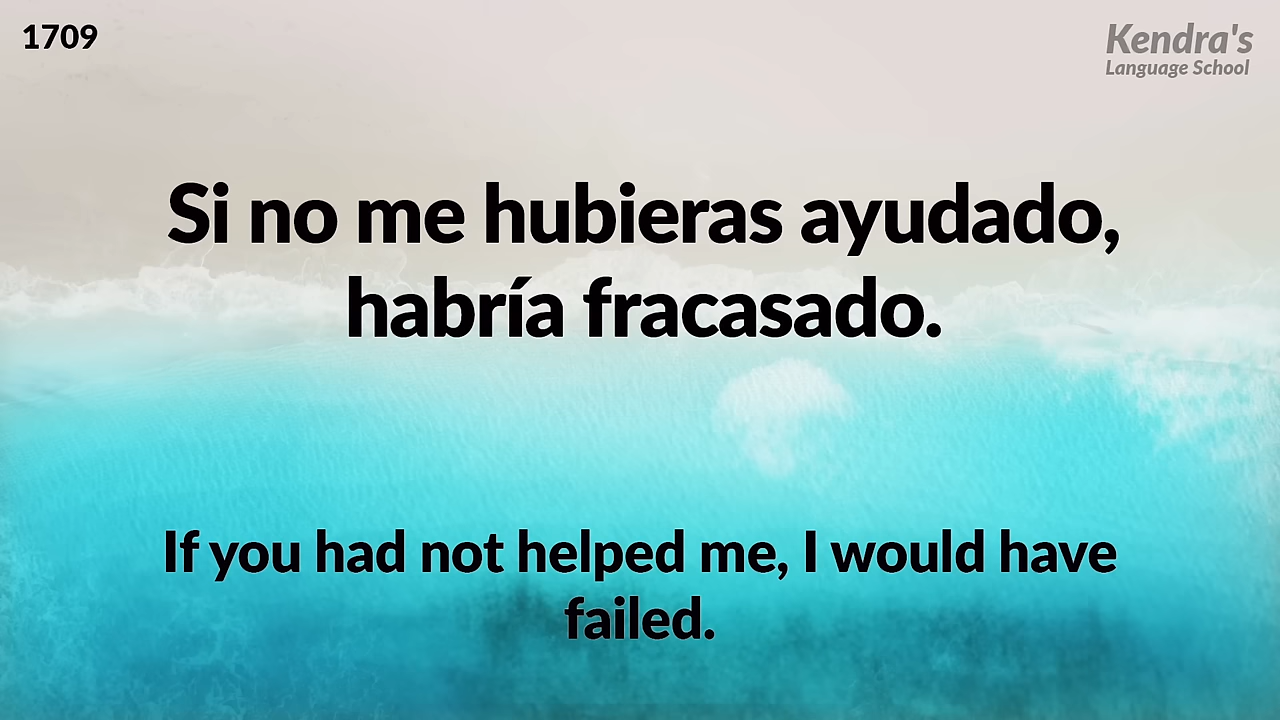 1709
Kendra's
Language School
Si no me hubieras ayudado,
habría fracasado.
If you had not helped me, I would have
failed.